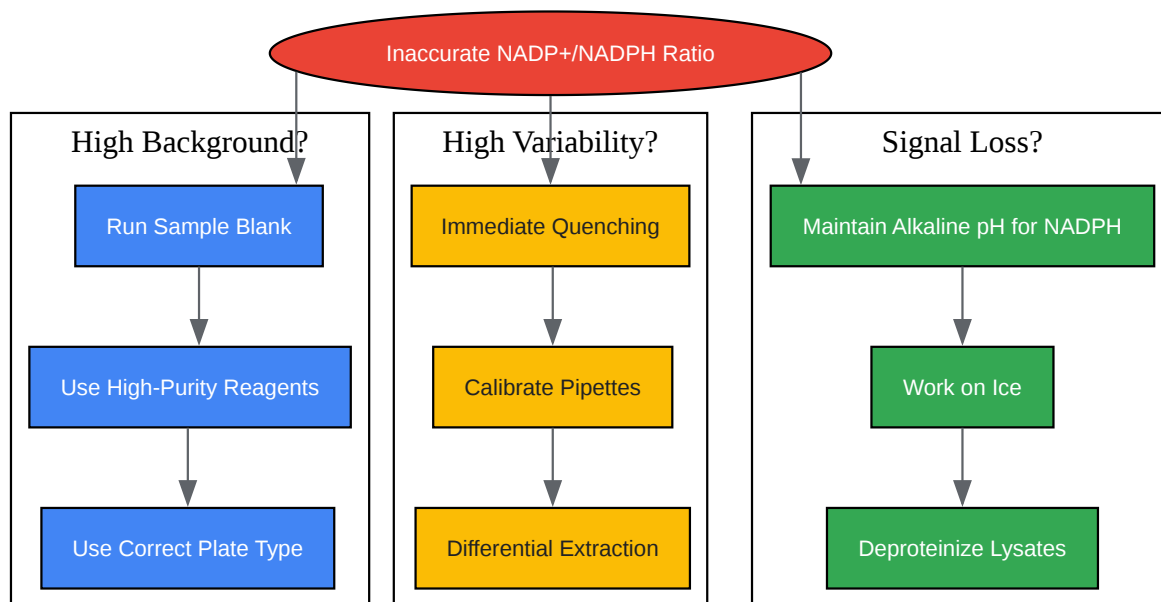 Inaccurate NADP+/NADPH Ratio
High Background?
Run Sample Blank
Use High-Purity Reagents
Use Correct Plate Type
High Variability?
Immediate Quenching
Calibrate Pipettes
Differential Extraction
Signal Loss?
Maintain Alkaline pH for NADPH
Work on Ice
Deproteinize Lysates